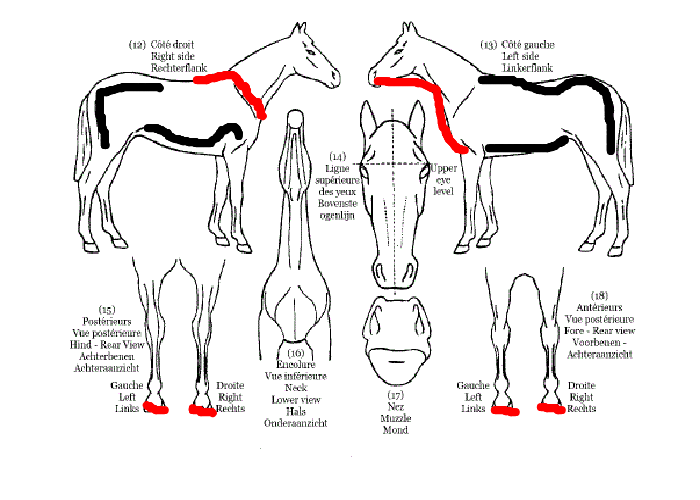 (12) Côté droit
Right side
Rechterflank
(13) Côté gauche
Left side
Linkerflank
(14)
Ligne
supérieure
des yeux
Bovenste
ogenlijn
Upper
eye
level
(15)
Postérieurs
Vue postérieure
Hind - Rear View
Achterbenen
Achteraanzicht
Gauche
Left
Links
Droite
Right
Rechts
(16)
Encolure
Vue inférieure
Neck
Lower view
Hals
Onderaanzicht
(17)
Nez
Muzzle
Mond
(18)
Antérieurs
Vue postérieure
Fore - Rear view
Voorbenen -
Achteraanzicht
Gauche
Left
Links
Droite
Right
Rechts